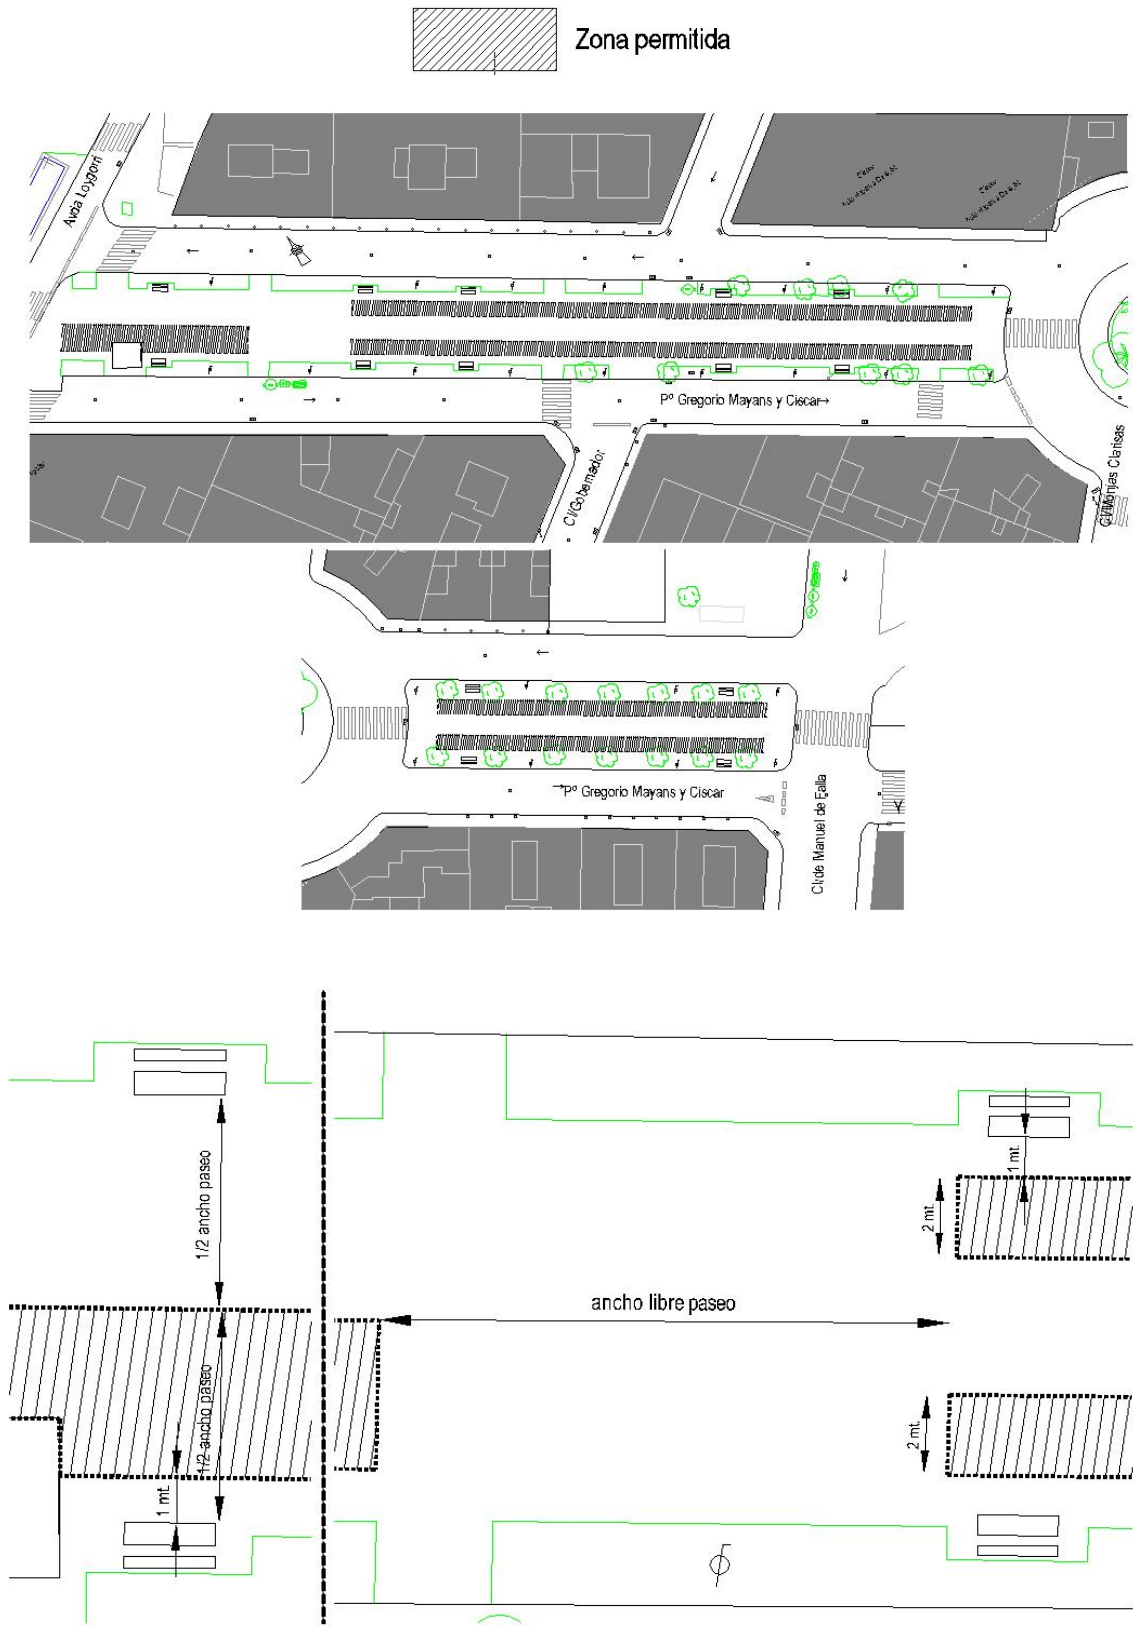 Zona permitida
Avda Loygorri
Pº Gregorio Mayans y Ciscar
C\/Gobernador
C\/Monjas Clarisas
Pº Gregorio Mayans y Ciscar
C\/de Manuel de Falla
1/2 ancho paseo
1 mt.
2 mt.
ancho libre paseo
1/2 ancho paseo
2 mt.
1 mt.